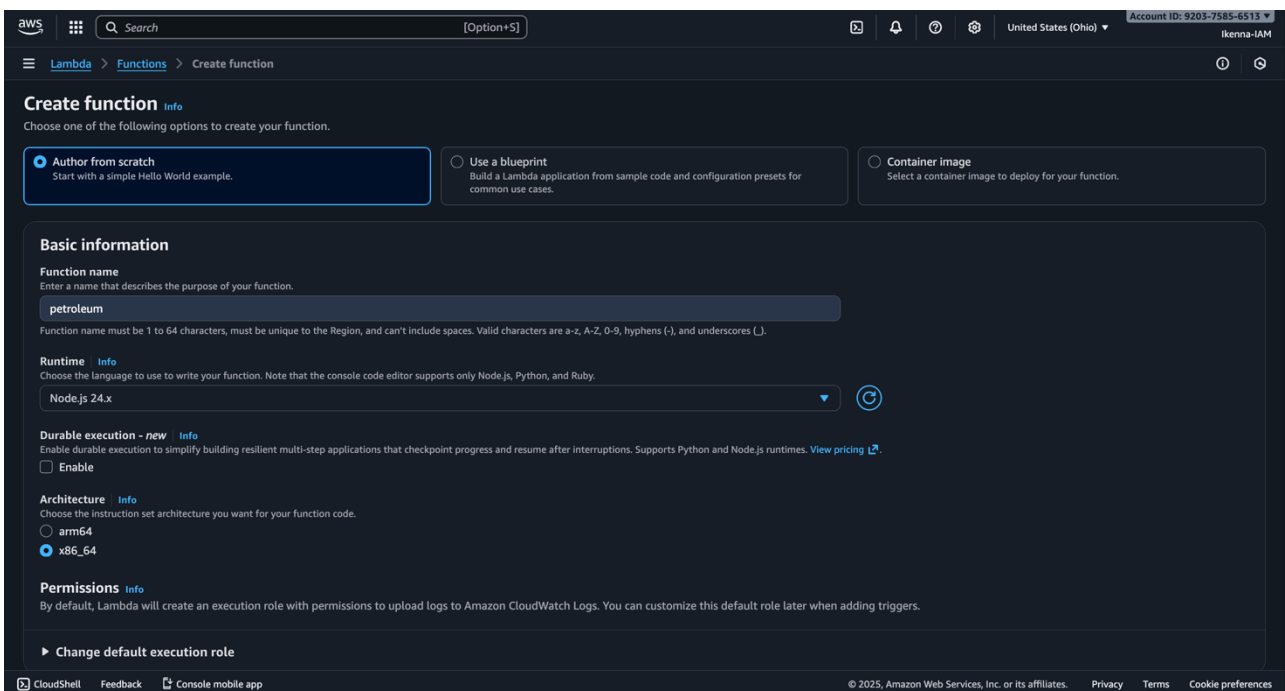 aws
Search [Option+S]
United States (Ohio) ▼
Account ID: 9203-7585-6513 ▼
Ikenna-IAM
Lambda > Functions > Create function
Create function Info
Choose one of the following options to create your function.
Author from scratch
Start with a simple Hello World example.
Use a blueprint
Build a Lambda application from sample code and configuration presets for
common use cases.
Container image
Select a container image to deploy for your function.
Basic information
Function name
Enter a name that describes the purpose of your function.
petroleum
Function name must be 1 to 64 characters, must be unique to the Region, and can't include spaces. Valid characters are a-z, A-Z, 0-9, hyphens (-), and underscores (_).
Runtime Info
Choose the language to use to write your function. Note that the console code editor supports only Node.js, Python, and Ruby.
Node.js 24.x
Durable execution - new Info
Enable durable execution to simplify building resilient multi-step applications that checkpoint progress and resume after interruptions. Supports Python and Node.js runtimes. View pricing.
Enable
Architecture Info
Choose the instruction set architecture you want for your function code.
arm64
x86_64
Permissions Info
By default, Lambda will create an execution role with permissions to upload logs to Amazon CloudWatch Logs. You can customize this default role later when adding triggers.
Change default execution role
CloudShell Feedback Console mobile app © 2025, Amazon Web Services, Inc. or its affiliates. Privacy Terms Cookie preferences